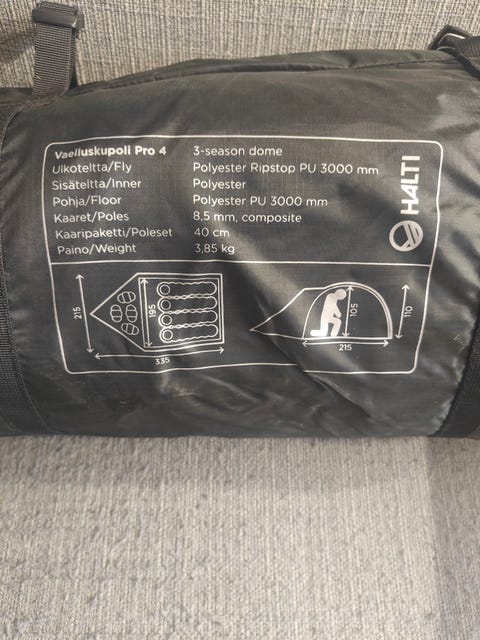 Vaelluskupoli Pro 4 3-season dome
Ulkoteltta/Fly Polyester Ripstop PU 3000 mm
Sisäteltta/Inner Polyester
Pohja/Floor Polyester PU 3000 mm
Kaaret/Poles 8,5 mm, composite
Kaaripaketti/Poleset 40 cm
Paino/Weight 3,85 kg
HALTI
215
195
335
105
110
215